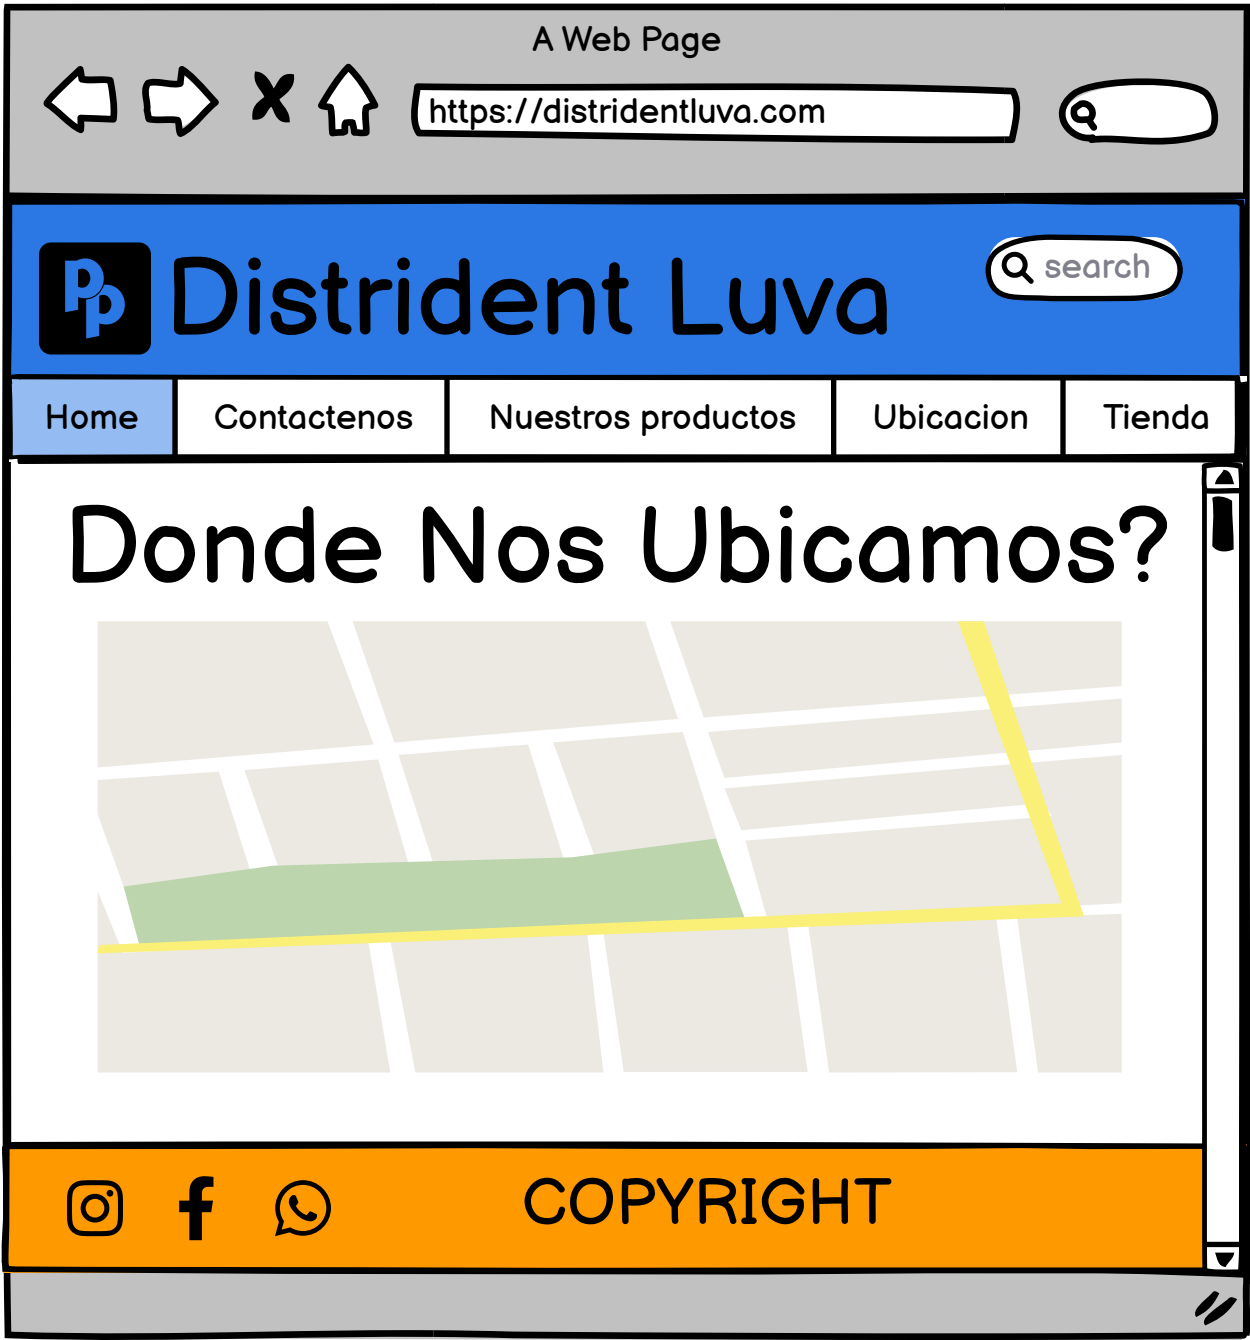 A Web Page
https://distridentluva.com
PP
Distrident Luva
search
Home Contactenos Nuestros productos Ubicacion Tienda
Donde Nos Ubicamos?
COPYRIGHT